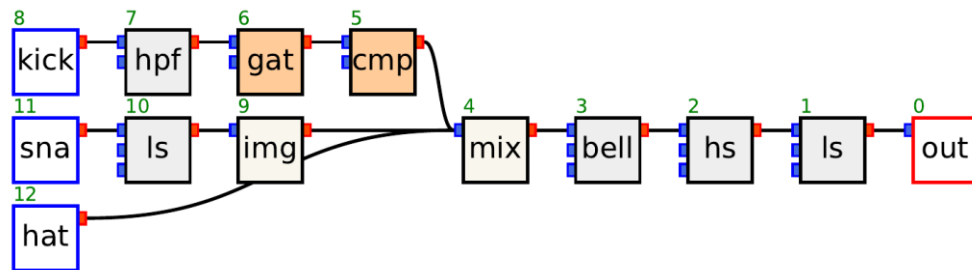 8 7 6 5
kick hpf gat cmp
11 10 9 4 3 2 1 0
sna ls img mix bell hs ls out
12
hat